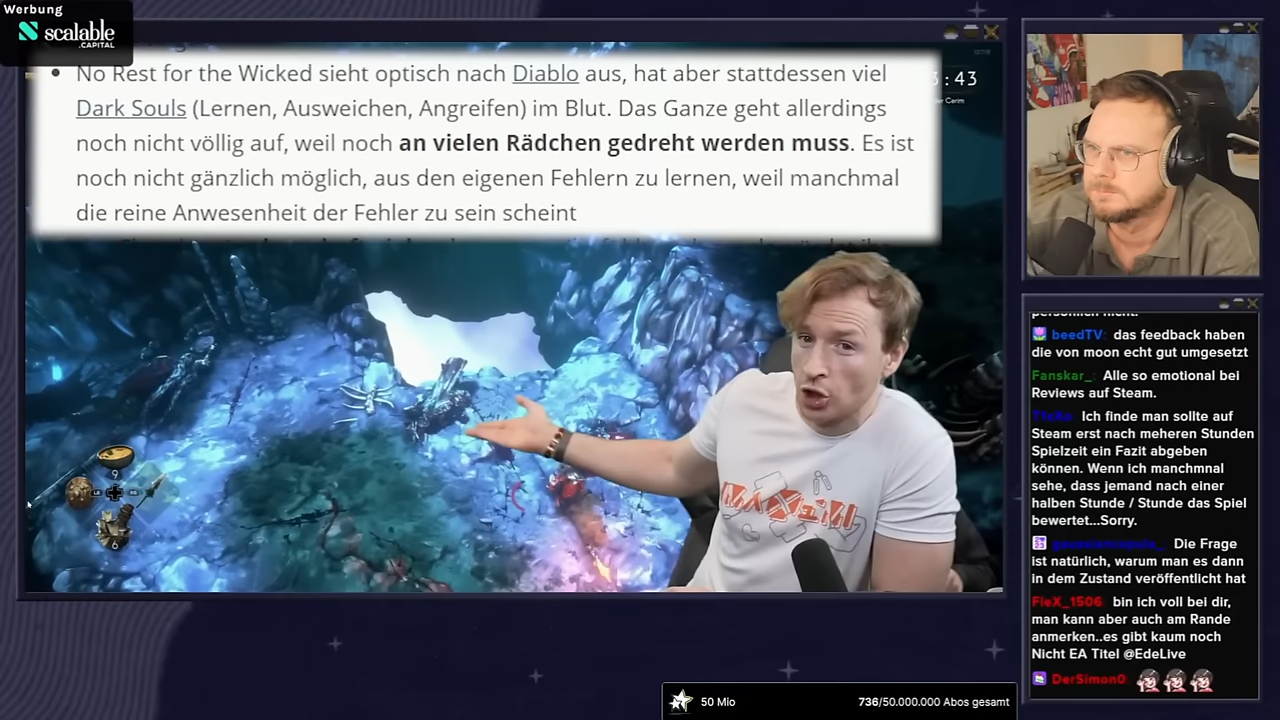 Werbung
scalable
.CAPITAL
No Rest for the Wicked sieht optisch nach Diablo aus, hat aber stattdessen viel
Dark Souls (Lernen, Ausweichen, Angreifen) im Blut. Das Ganze geht allerdings
noch nicht völlig auf, weil noch an vielen Rädchen gedreht werden muss. Es ist
noch nicht gänzlich möglich, aus den eigenen Fehlern zu lernen, weil manchmal
die reine Anwesenheit der Fehler zu sein scheint
:43
Cerim
9
6
persönlich nicht.
beedTV: das feedback haben
die von moon echt gut umgesetzt
Fanskar_: Alle so emotional bei
Reviews auf Steam.
Ich finde man sollte auf
Steam erst nach meheren Stunden
Spielzeit ein Fazit abgeben
können. Wenn ich manchmnal
sehe, dass jemand nach einer
halben Stunde / Stunde das Spiel
bewertet...Sorry.
Die Frage
ist natürlich, warum man es dann
in dem Zustand veröffentlicht hat
FleX_1506 bin ich voll bei dir,
man kann aber auch am Rande
anmerken..es gibt kaum noch
Nicht EA Titel @EdeLive
DerSimon0
50 Mio
736/50.000.000 Abos gesamt